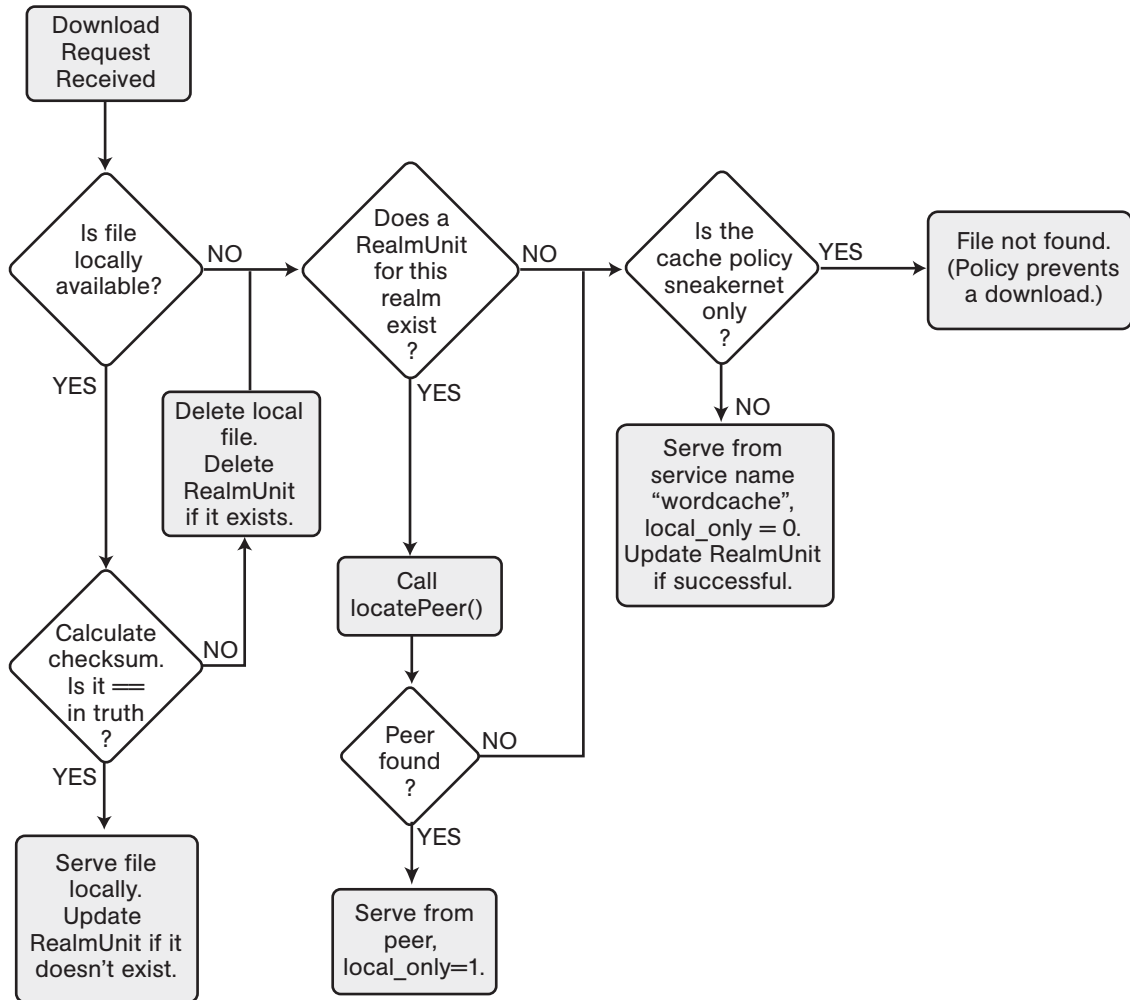 Download
Request
Received
Is file
locally
available?
NO
YES
Does a
RealmUnit
for this
realm
exist
?
NO
YES
Is the
cache policy
sneakernet
only
?
YES
NO
File not found.
(Policy prevents
a download.)
Delete local
file.
Delete
RealmUnit
if it exists.
Serve from
service name
“wordcache”,
local_only = 0.
Update RealmUnit
if successful.
Call
locatePeer()
Calculate
checksum.
Is it ==
in truth
?
NO
YES
Peer
found
?
NO
YES
Serve file
locally.
Update
RealmUnit if it
doesn’t exist.
Serve from
peer,
local_only=1.